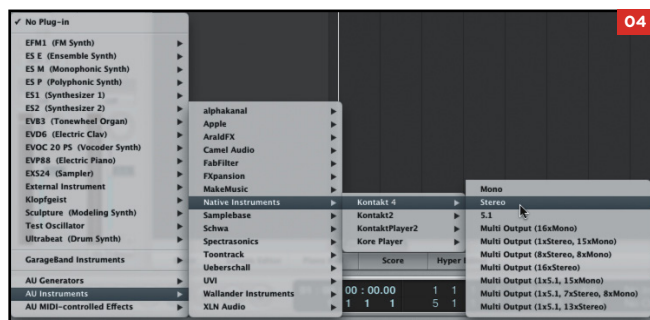 04
✓ No Plug-in
EFM1 (FM Synth)
ES E (Ensemble Synth)
ES M (Monophonic Synth)
ES P (Polyphonic Synth)
ES1 (Synthesizer 1)
ES2 (Synthesizer 2)
EVB3 (Tonewheel Organ)
EVD6 (Electric Clav)
EVOC 20 PS (Vocoder Synth)
EVP88 (Electric Piano)
EXS24 (Sampler)
External Instrument
Klopfgeist
Sculpture (Modeling Synth)
Test Oscillator
Ultrabeat (Drum Synth)
GarageBand Instruments
AU Generators
AU Instruments
AU MIDI-controlled Effects
alphakanal
Apple
AraldFX
Camel Audio
FabFilter
FXpansion
MakeMusic
Native Instruments
Samplebase
Schwa
Spectrasonics
Toontrack
Ueberschall
UVI
Wallander Instruments
XLN Audio
Kontakt 4
Kontakt2
KontaktPlayer2
Kore Player
Mono
Stereo
5.1
Multi Output (16xMono)
Multi Output (1xStereo, 15xMono)
Multi Output (8xStereo, 8xMono)
Multi Output (16xStereo)
Multi Output (1x5.1, 15xMono)
Multi Output (1x5.1, 7xStereo, 8xMono)
Multi Output (1x5.1, 13xStereo)
Score
Hyper
00 : 00.00
1 1
1 1 1
5 1